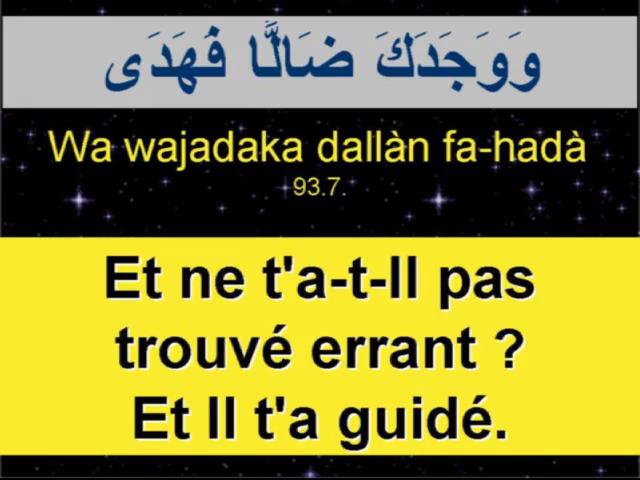 وَوَجَدَكَ ضَالًّا فَهَدَى
Wa wajadaka dallàn fa-hadà
93.7.
Et ne t'a-t-Il pas
trouvé errant ?
Et Il t'a guidé.